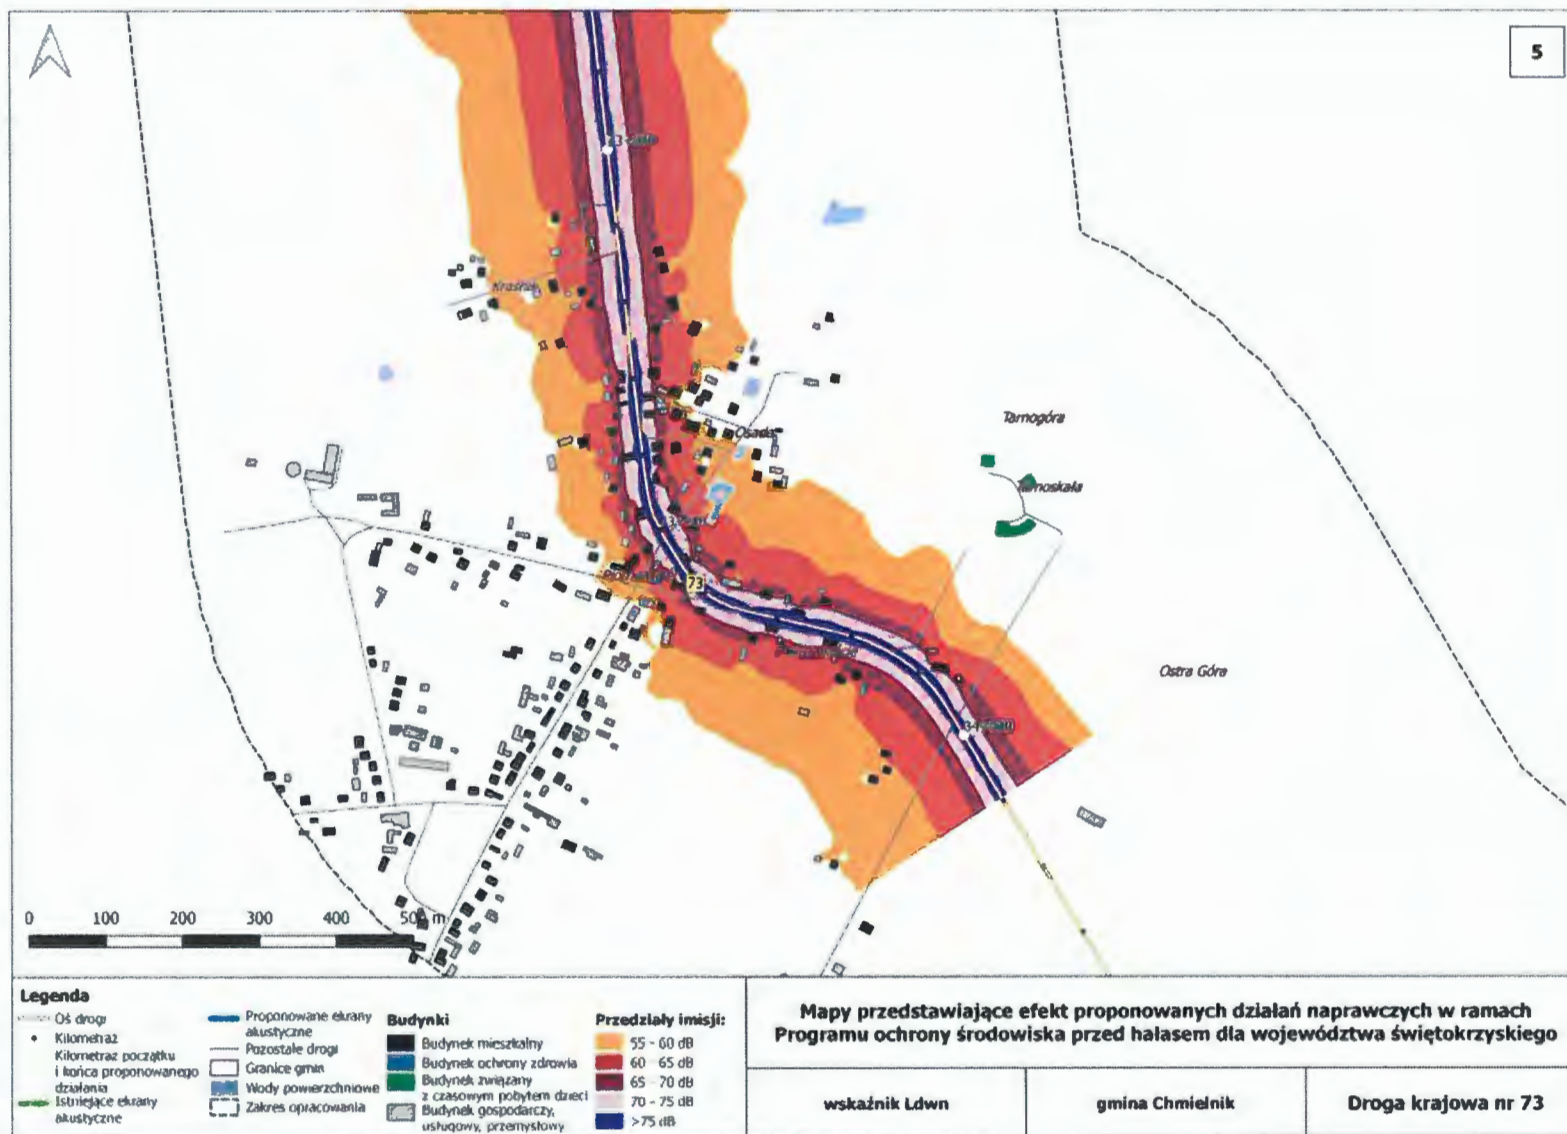 5
Kraśnia
Osada
Tarnogóra
Tarnoskała
73
Ostra Góra
0 100 200 300 400 500 m
Legenda
Oś drogi
Kilometraż
Kilometraż początku
i końca proponowanego
działania
Istniejące ekrany
akustyczne
Proponowane ekrany
akustyczne
Pozostałe drogi
Granice gmin
Wody powierzchniowe
Zakres opracowania
Budynki
Budynek mieszkalny
Budynek ochrony zdrowia
Budynek związany
z czasowym pobytem dzieci
Budynek gospodarczy,
usługowy, przemysłowy
Przedziały imisji:
55 - 60 dB
60 - 65 dB
65 - 70 dB
70 - 75 dB
>75 dB
Mapy przedstawiające efekt proponowanych działań naprawczych w ramach
Programu ochrony środowiska przed hałasem dla województwa świętokrzyskiego
wskaźnik Ldwn
gmina Chmielnik
Droga krajowa nr 73